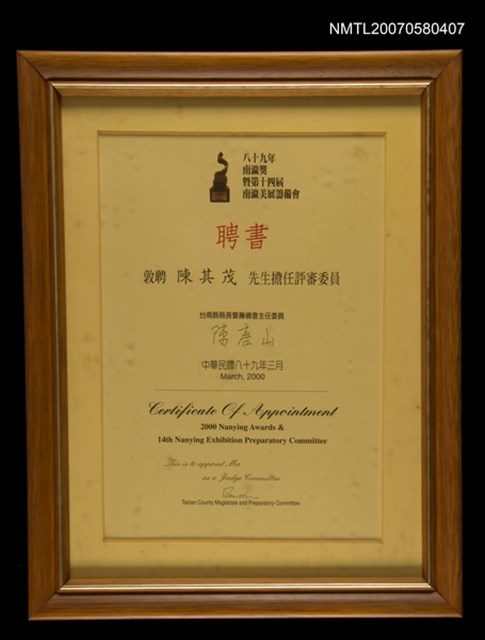 NMTL20070580407
八十九年
南瀛獎
暨第十四屆
南瀛美展籌備會
聘書
敦聘 陳其茂 先生擔任評審委員
台南縣縣長暨籌備會主任委員
陳唐山
中華民國八十九年三月
March, 2000
Certificate Of Appointment
2000 Nanying Awards &
14th Nanying Exhibition Preparatory Committee
This is to appoint Mr
as a Judge Committee
Tainan County Magistrate and Preparatory Committee